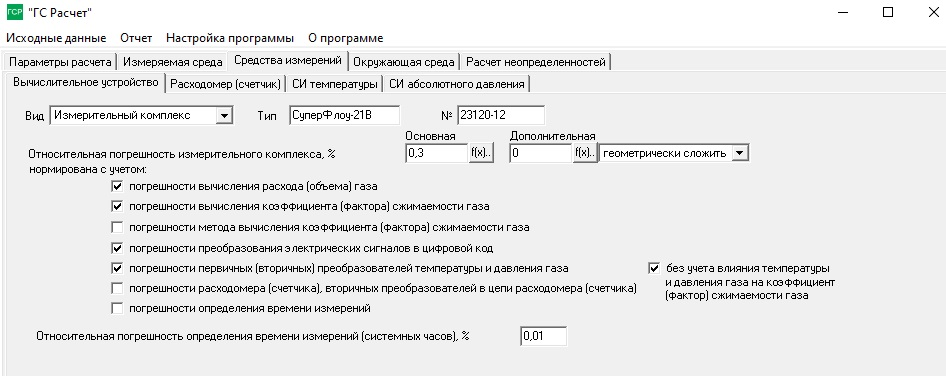 ГСР "ГС Расчет"
Исходные данные Отчет Настройка программы О программе
Параметры расчета Измеряемая среда Средства измерений Окружающая среда Расчет неопределенностей
Вычислительное устройство Расходомер (счетчик) СИ температуры СИ абсолютного давления
Вид Измерительный комплекс Тип СуперФлоу-21В № 23120-12
Основная Дополнительная
Относительная погрешность измерительного комплекса, % 0,3 f(x).. 0 f(x).. геометрически сложить
нормирована с учетом:
погрешности вычисления расхода (объема) газа
погрешности вычисления коэффициента (фактора) сжимаемости газа
погрешности метода вычисления коэффициента (фактора) сжимаемости газа
погрешности преобразования электрических сигналов в цифровой код
погрешности первичных (вторичных) преобразователей температуры и давления газа
без учета влияния температуры
и давления газа на коэффициент
(фактор) сжимаемости газа
погрешности расходомера (счетчика), вторичных преобразователей в цепи расходомера (счетчика)
погрешности определения времени измерений
Относительная погрешность определения времени измерений (системных часов), % 0,01